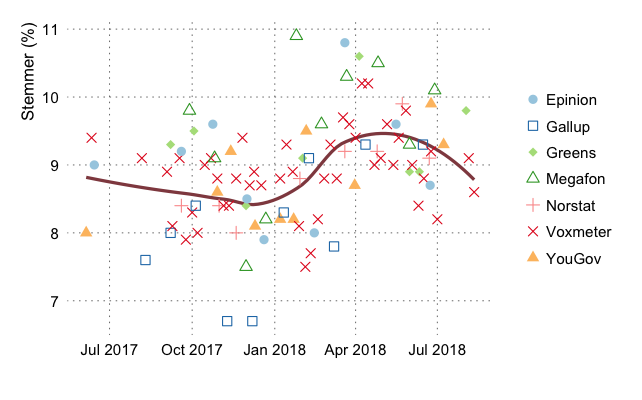 Stemmer (%)
11
10
9
8
7
Jul 2017 Oct 2017 Jan 2018 Apr 2018 Jul 2018
Epinion
Gallup
Greens
Megafon
Norstat
Voxmeter
YouGov